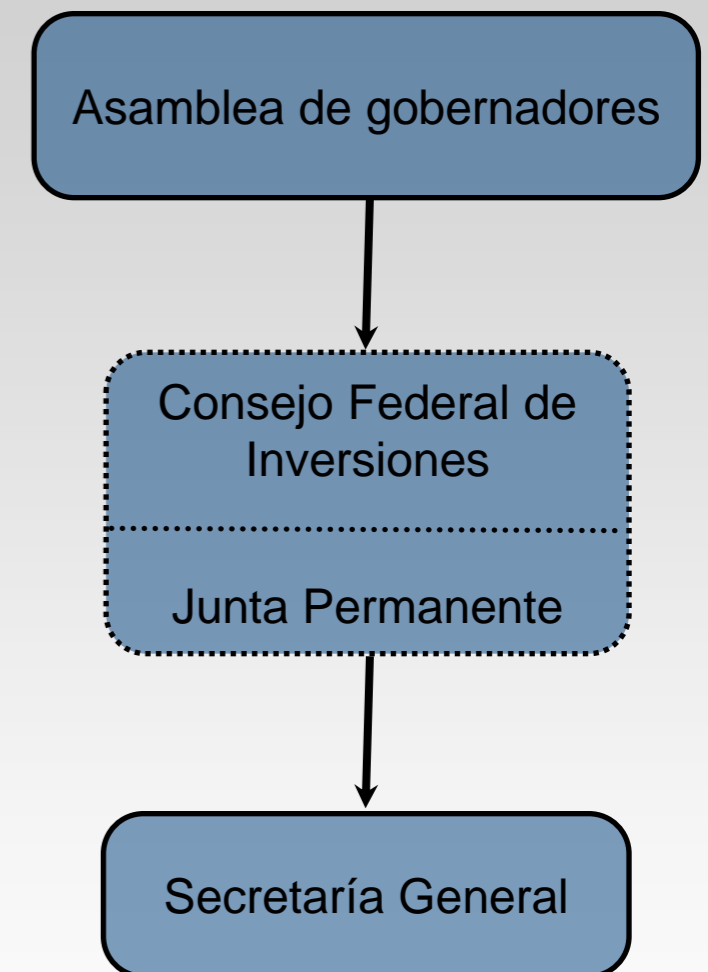 Asamblea de gobernadores
Consejo Federal de
Inversiones
Junta Permanente
Secretaría General